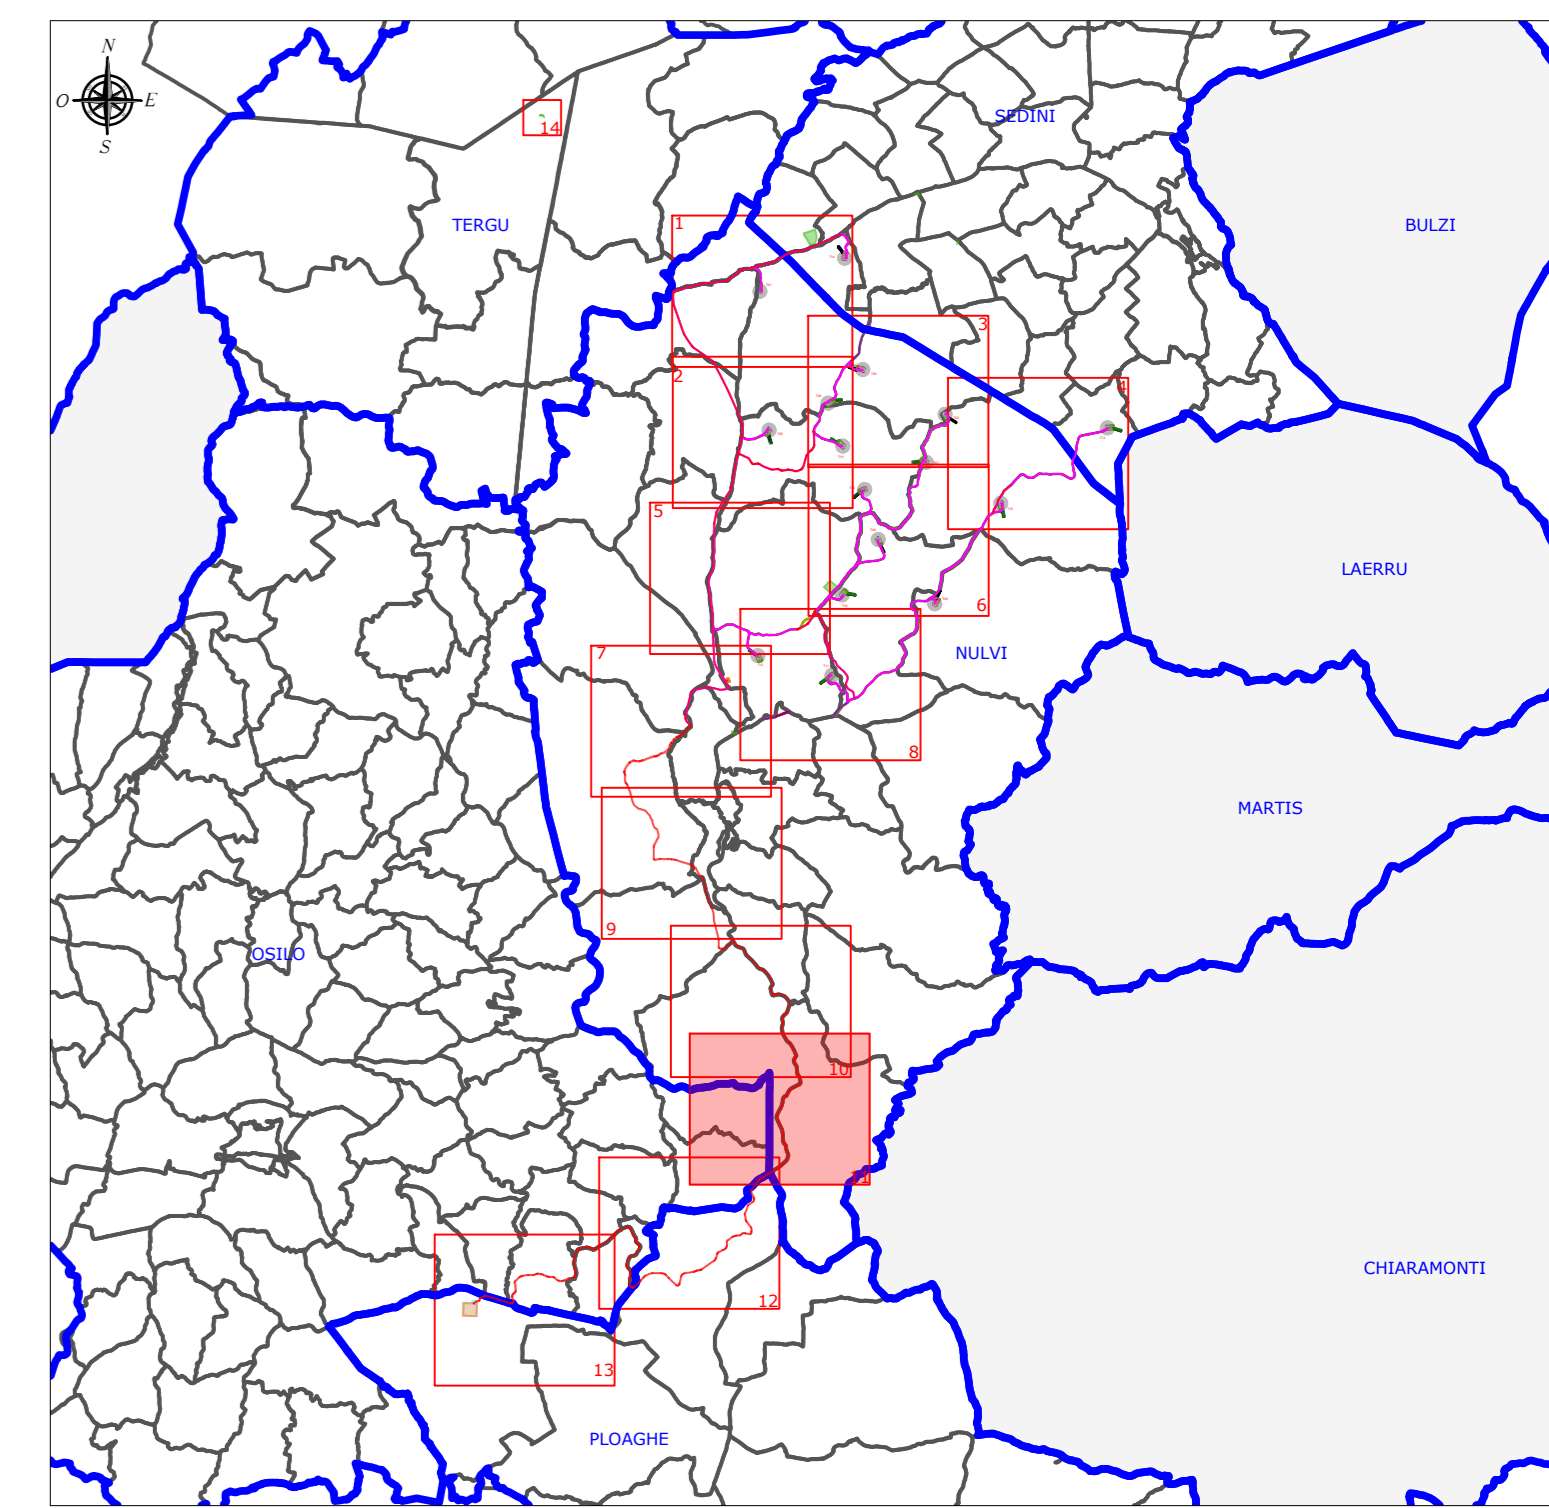 N
O E
S
14
SEDINI
TERGU
BULZI
1
3
2
4
5
LAERRU
6
NULVI
7
8
MARTIS
9
OSILO
10
11
CHIARAMONTI
12
13
PLOAGHE